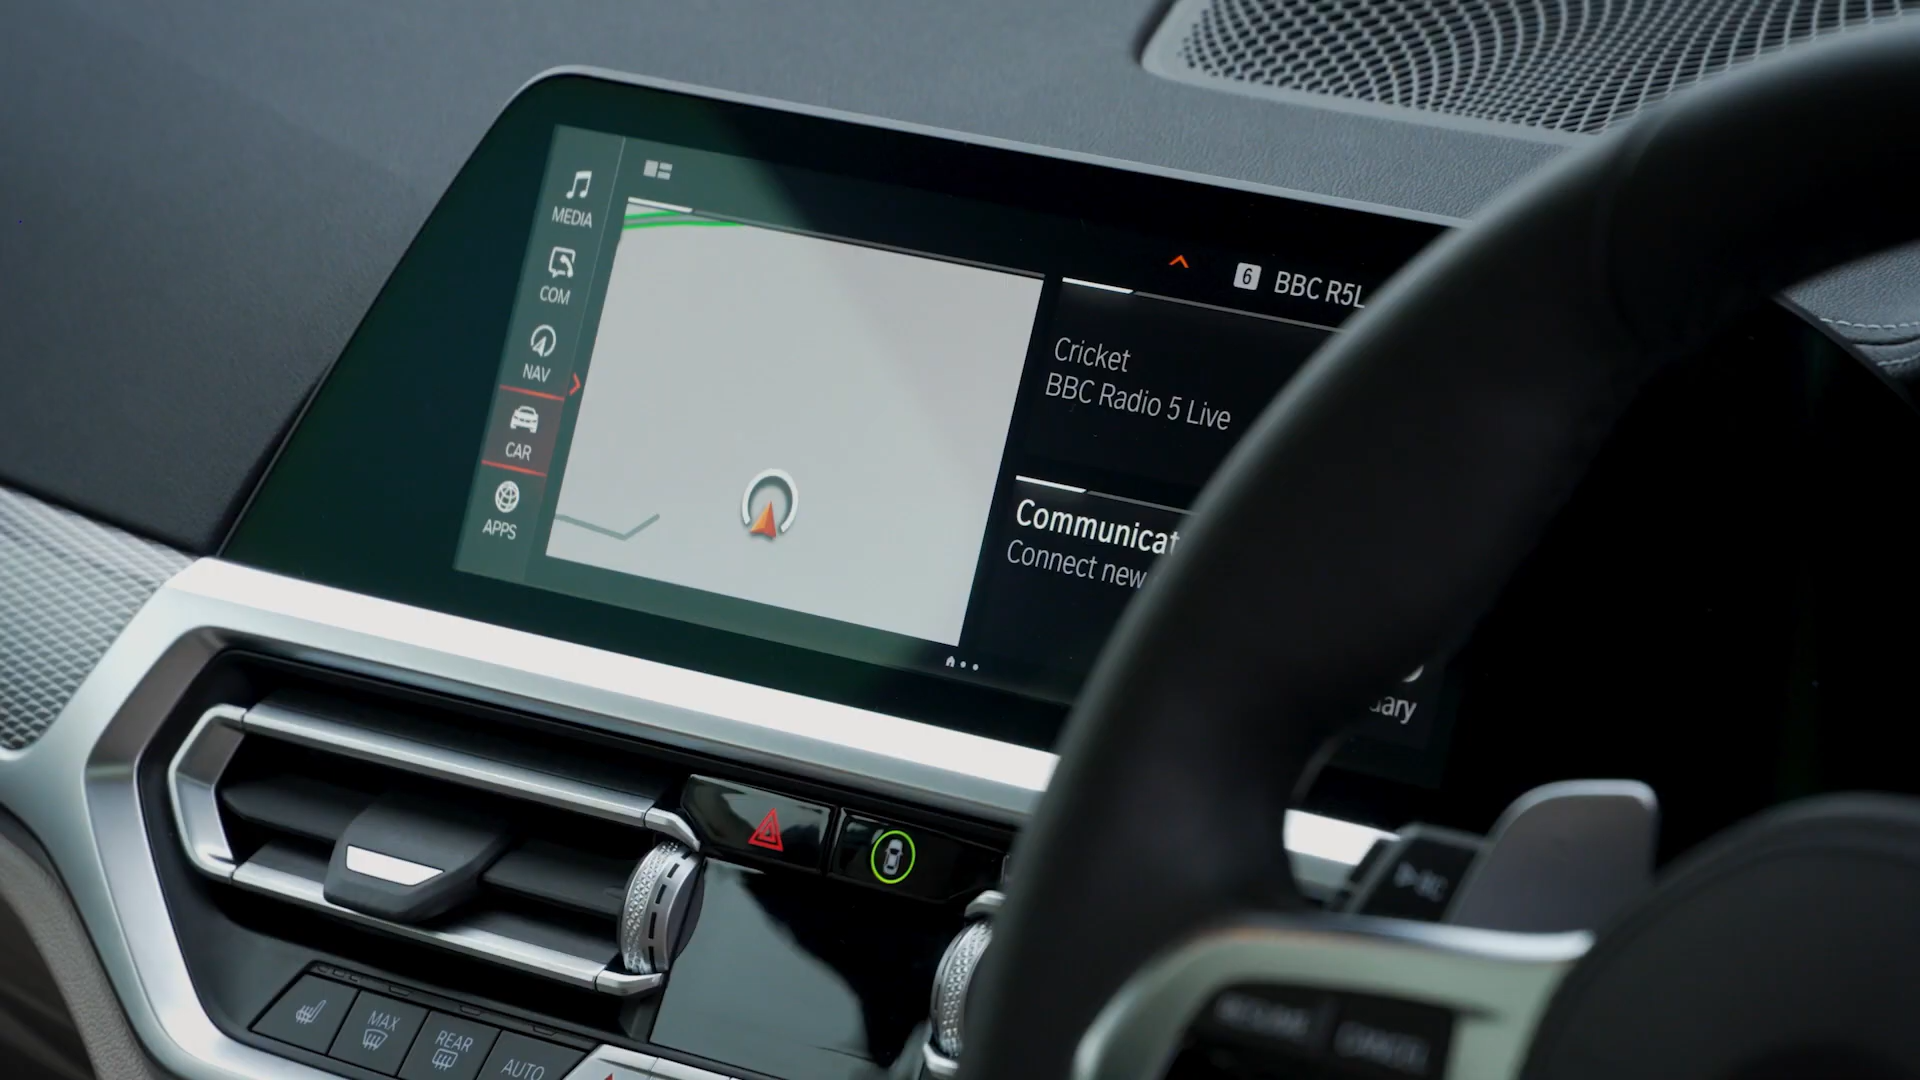 MEDIA
COM
NAV
CAR
APPS
6 BBC R5L
Cricket
BBC Radio 5 Live
Communicat
Connect new
dary
MAX
REAR
AUTO